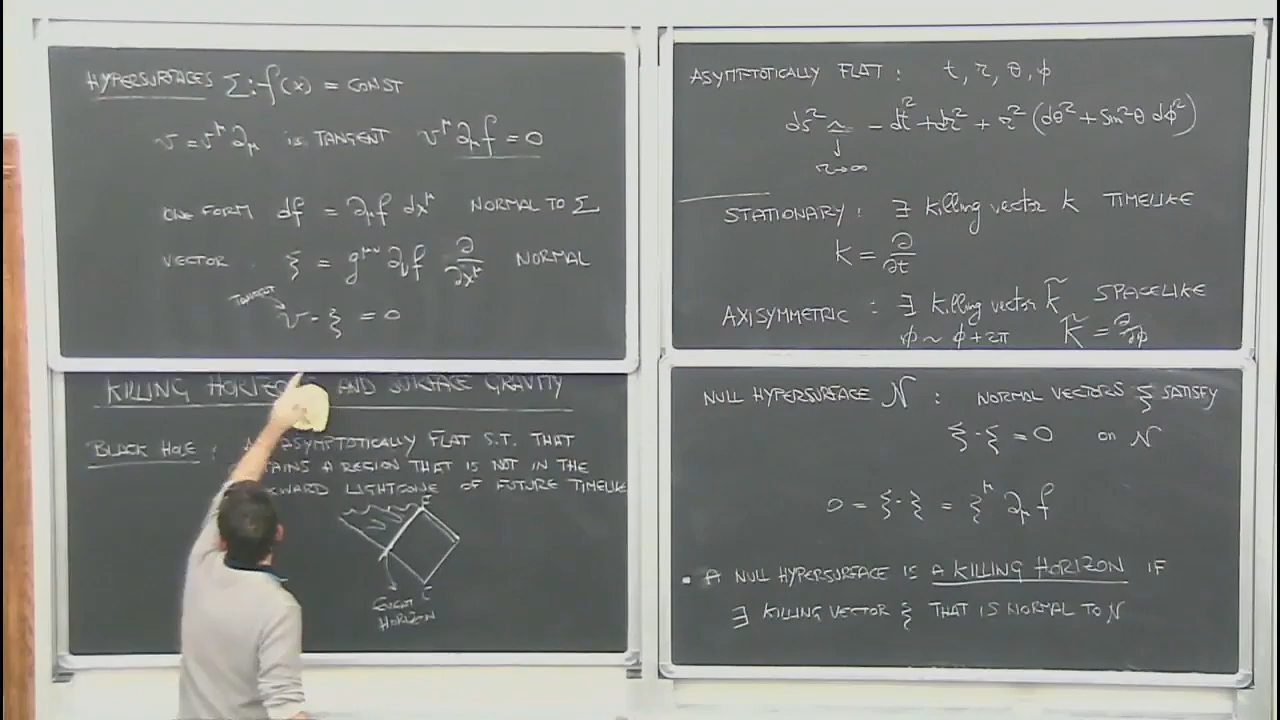 HYPERSURFACES Σ: f(x) = CONST
v = v^μ ∂_μ IS TANGENT v^μ ∂_μ f = 0
ONE FORM df = ∂_μ f dx^μ NORMAL TO Σ
VECTOR ξ = g^{μν} ∂_ν f ∂/∂x^μ NORMAL
TANGENT
v · ξ = 0
KILLING AND SURFACE GRAVITY
BLACK HOLE : ASYMPTOTICALLY FLAT S.T. THAT
A REGION THAT IS NOT IN THE
LIGHTCONE OF FUTURE TIMELIKE
EVENT
HORIZON
ASYMPTOTICALLY FLAT : t, r, θ, φ
ds² ≃ - dt² + dr² + r² (dθ² + sin²θ dφ²)
r→∞
STATIONARY : ∃ killing vector k TIMELIKE
k = ∂/∂t
AXISYMMETRIC : ∃ killing vector k̃ SPACELIKE
φ ~ φ + 2π k̃ = ∂/∂φ
NULL HYPERSURFACE N : NORMAL VECTORS ξ SATISFY
ξ · ξ = 0 on N
0 = ξ · ξ = ξ^μ ∂_μ f
• A NULL HYPERSURFACE IS A KILLING HORIZON IF
∃ KILLING VECTOR ξ THAT IS NORMAL TO N